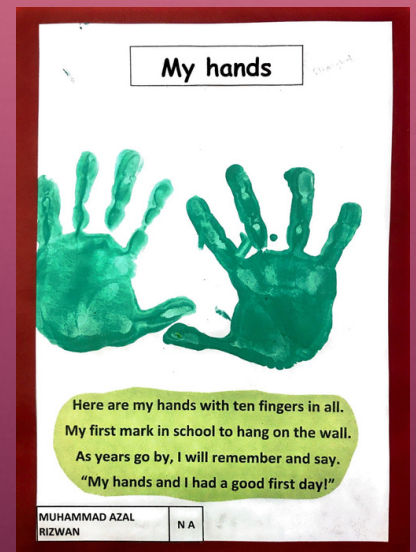 My hands
Here are my hands with ten fingers in all.
My first mark in school to hang on the wall.
As years go by, I will remember and say.
“My hands and I had a good first day!”
MUHAMMAD AZAL
RIZWAN
N A